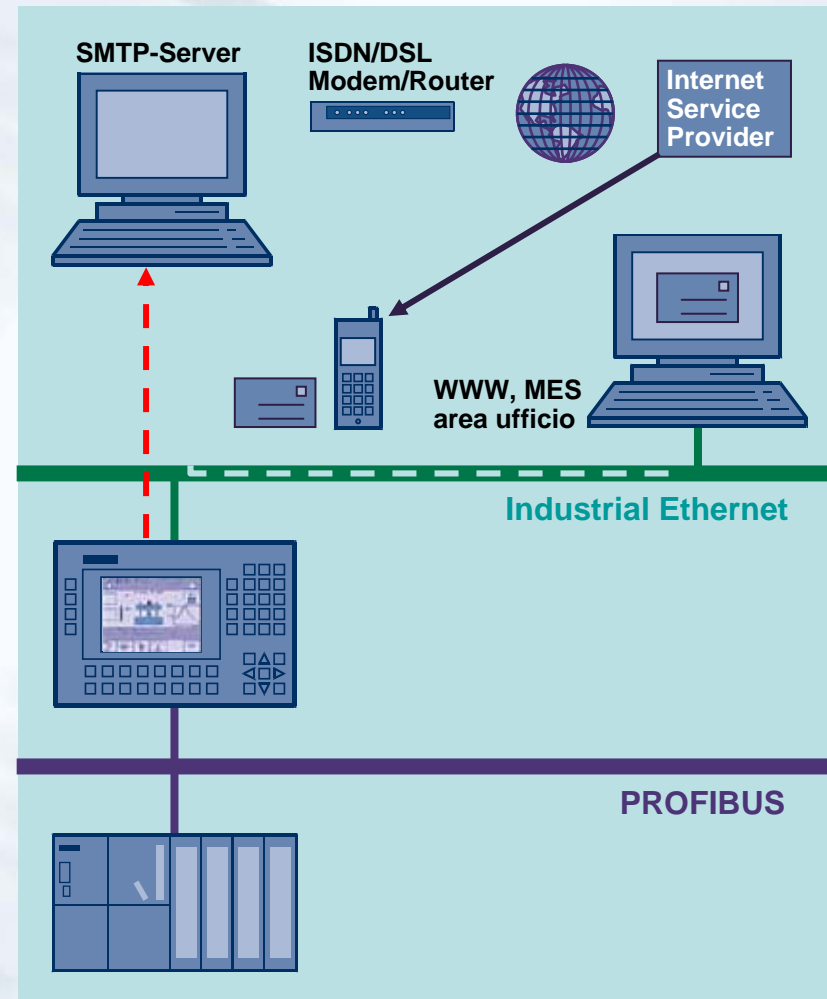 SMTP-Server
ISDN/DSL
Modem/Router
Internet
Service
Provider
WWW, MES
area ufficio
Industrial Ethernet
PROFIBUS